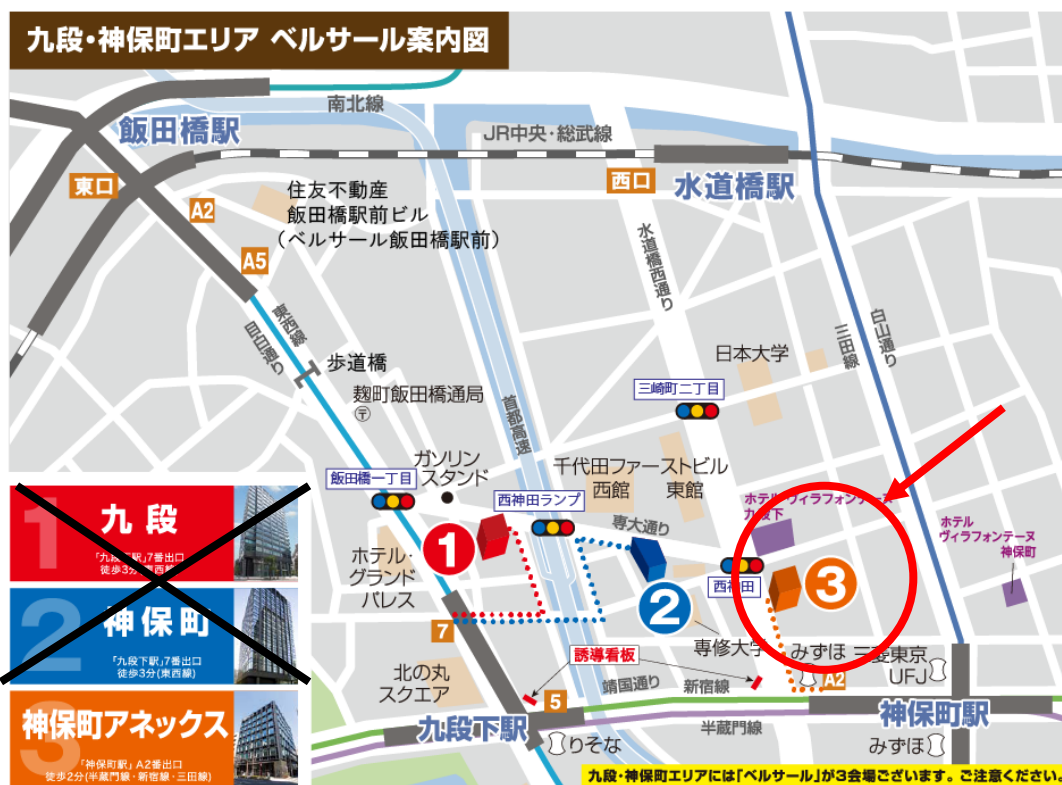 九段・神保町エリア ベルサール案内図
南北線
飯田橋駅
JR中央・総武線
東口
西口
水道橋駅
A2
住友不動産
飯田橋駅前ビル
(ベルサール飯田橋駅前)
水道橋西通り
A5
東西線
目白通り
白山通り
三田線
歩道橋
日本大学
麹町飯田橋通局
〒
三崎町二丁目
首都高速
ガソリン
スタンド
千代田ファーストビル
西館
東館
飯田橋一丁目
西神田ランプ
専大通り
ホテル ヴィラフォンテーヌ
九段下
ホテル
ヴィラフォンテーヌ
神保町
1
ホテル・
グランド
パレス
2
西神田
3
7
専修大学
みずほ
三菱東京
UFJ
誘導看板
A2
北の丸
スクエア
靖国通り
新宿線
5
九段下駅
半蔵門線
神保町駅
りそな
みずほ
1
九段
「九段下駅」7番出口
徒歩3分(東西線)
2
神保町
「九段下駅」7番出口
徒歩3分(東西線)
3
神保町アネックス
「神保町駅」A2番出口
徒歩2分(半蔵門線・新宿線・三田線)
九段・神保町エリアには「ベルサール」が3会場ございます。ご注意ください。